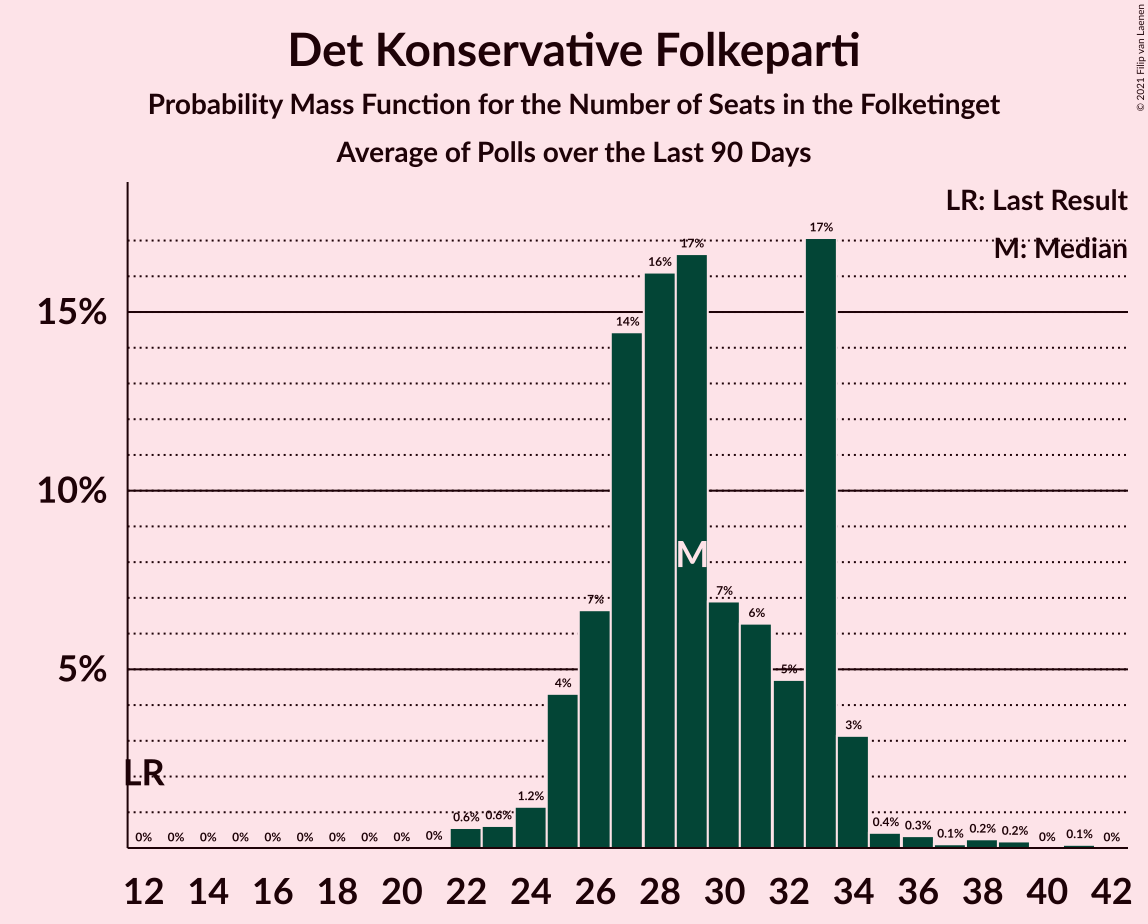 Det Konservative Folkeparti
Probability Mass Function for the Number of Seats in the Folketinget
Average of Polls over the Last 90 Days
© 2021 Filip van Laenen
LR: Last Result
M: Median
15%
10%
5%
LR
M
0% 0% 0% 0% 0% 0% 0% 0% 0% 0% 0.6% 0.6% 1.2% 4% 7% 14% 16% 17% 7% 6% 5% 17% 3% 0.4% 0.3% 0.1% 0.2% 0.2% 0% 0.1% 0%
12 14 16 18 20 22 24 26 28 30 32 34 36 38 40 42